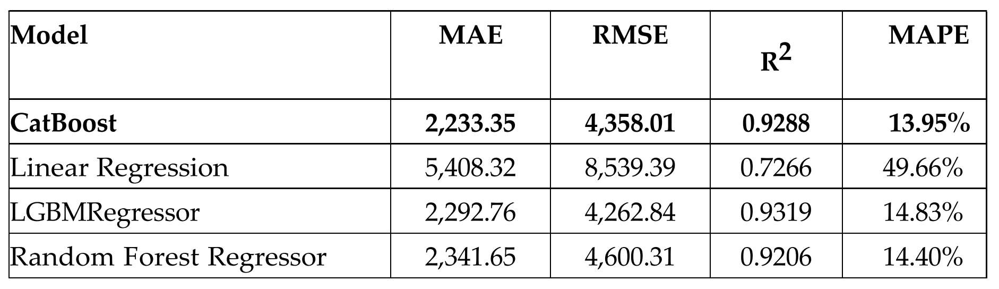 Model MAE RMSE R² MAPE
CatBoost 2,233.35 4,358.01 0.9288 13.95%
Linear Regression 5,408.32 8,539.39 0.7266 49.66%
LGBMRegressor 2,292.76 4,262.84 0.9319 14.83%
Random Forest Regressor 2,341.65 4,600.31 0.9206 14.40%